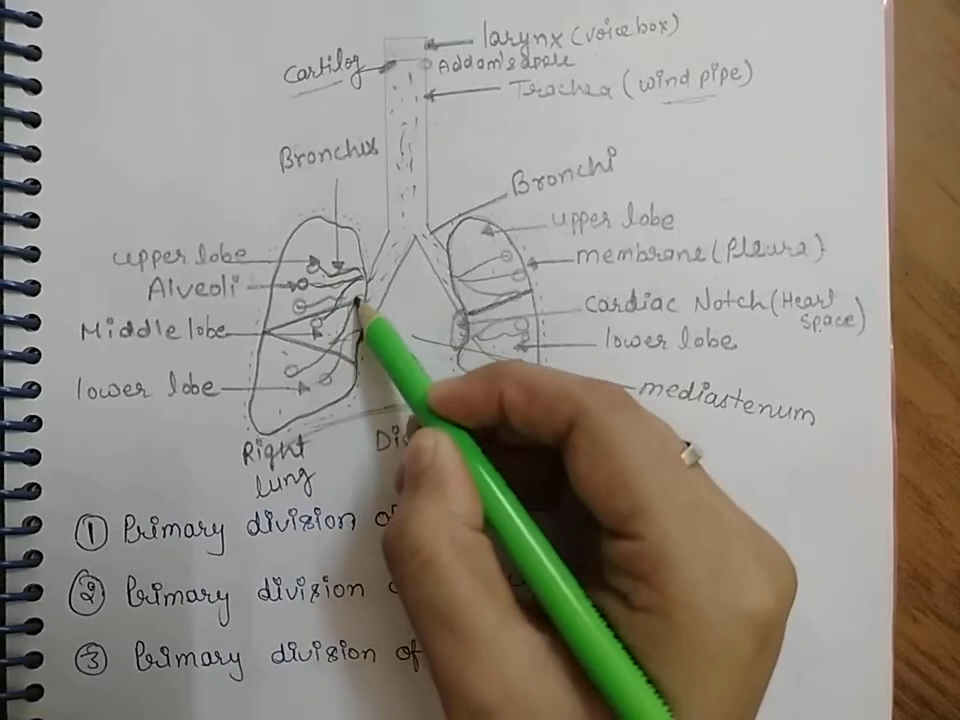 larynx (voice box)
Cartilog
Addom's apple
Trachea (wind pipe)
Bronchus
Bronchi
upper lobe
upper lobe
membrane (Pleura)
Alveoli
cardiac Notch (Heart
space)
Middle lobe
lower lobe
lower lobe
mediastenum
Right
lung
① Primary division of
② Primary division
③ Primary division of